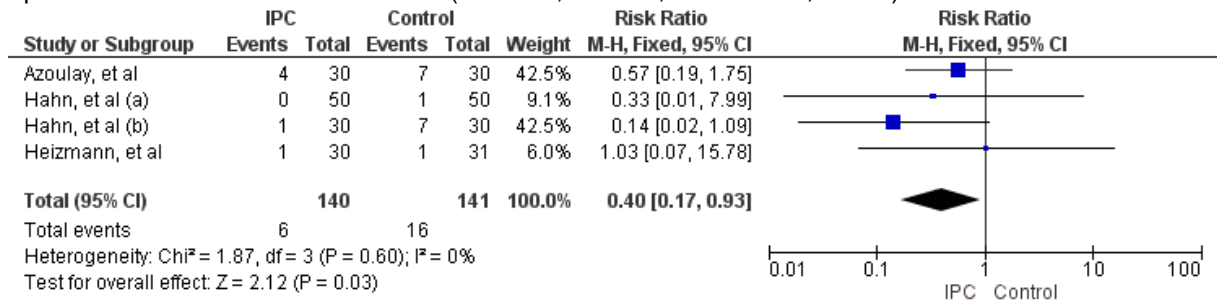 IPC Control Risk Ratio Risk Ratio
Study or Subgroup Events Total Events Total Weight M-H, Fixed, 95% CI M-H, Fixed, 95% CI
Azoulay, et al 4 30 7 30 42.5% 0.57 [0.19, 1.75]
Hahn, et al (a) 0 50 1 50 9.1% 0.33 [0.01, 7.99]
Hahn, et al (b) 1 30 7 30 42.5% 0.14 [0.02, 1.09]
Heizmann, et al 1 30 1 31 6.0% 1.03 [0.07, 15.78]
Total (95% CI) 140 141 100.0% 0.40 [0.17, 0.93]
Total events 6 16
Heterogeneity: Chi² = 1.87, df = 3 (P = 0.60); I² = 0%
Test for overall effect: Z = 2.12 (P = 0.03)
0.01 0.1 1 10 100
IPC Control